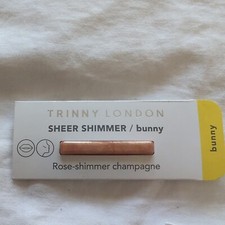 TRINNY LONDON
SHEER SHIMMER / bunny
Rose-shimmer champagne
bunny